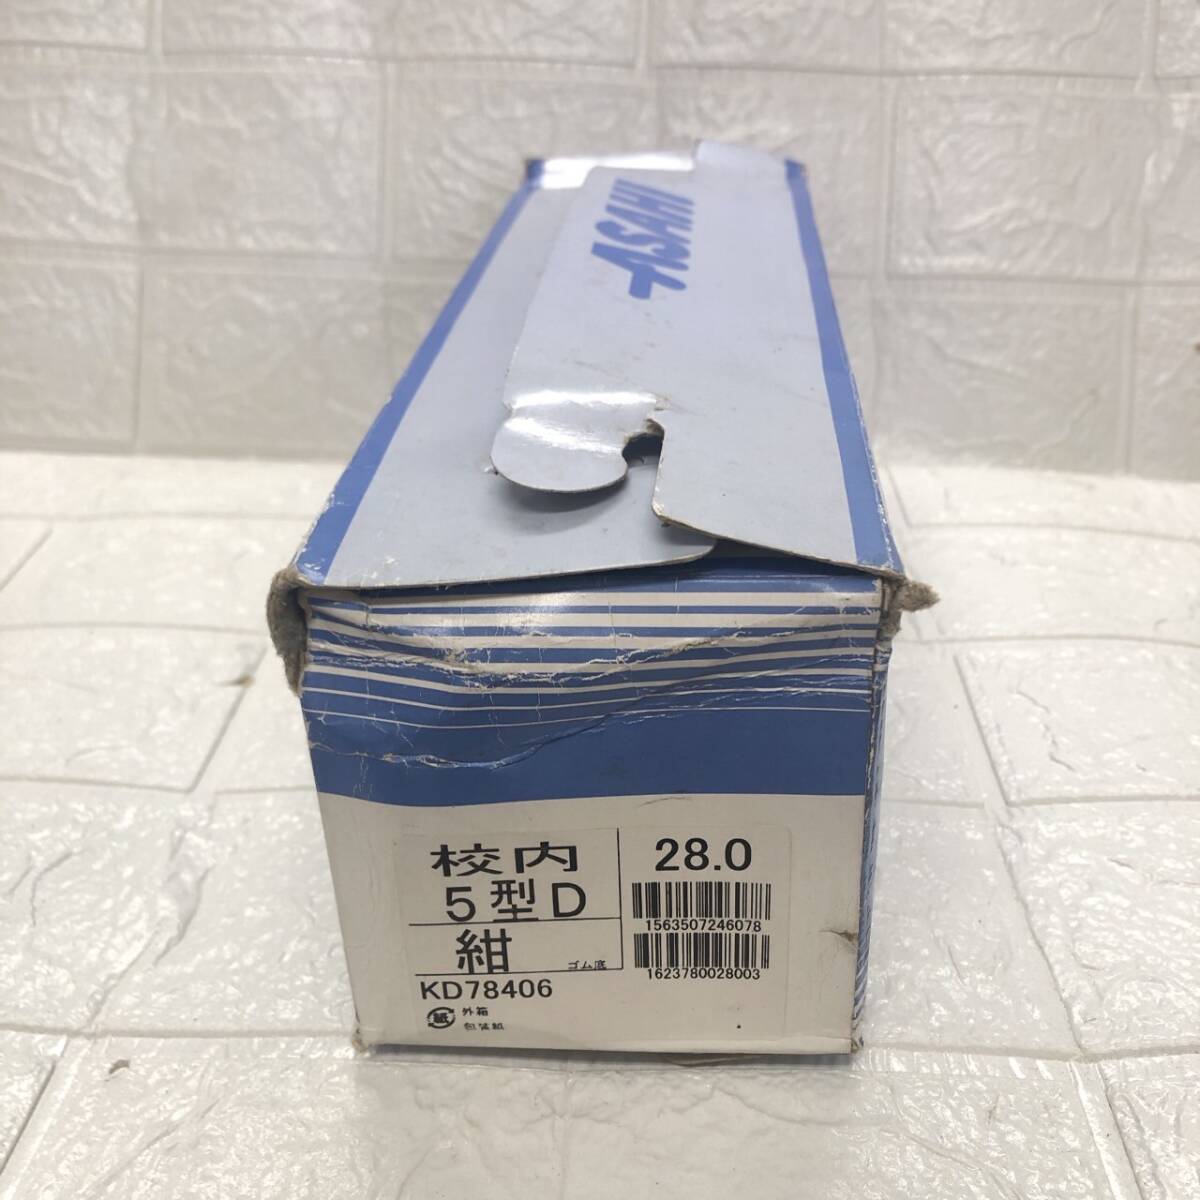 ASAHI
校内
5型D
紺
ゴム底
28.0
1563507246078
1623780028003
KD78406
紙
外箱
包装紙